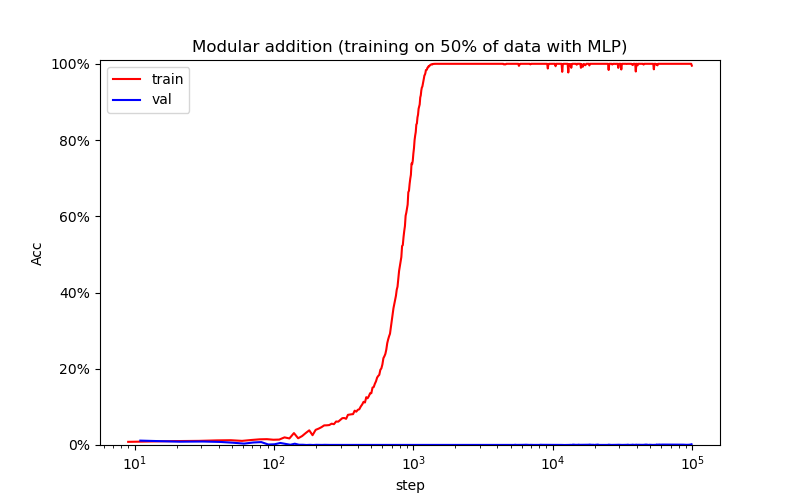 Modular addition (training on 50% of data with MLP)
100%
80%
60%
40%
20%
0%
Acc
train
val
10¹
10²
10³
10⁴
10⁵
step